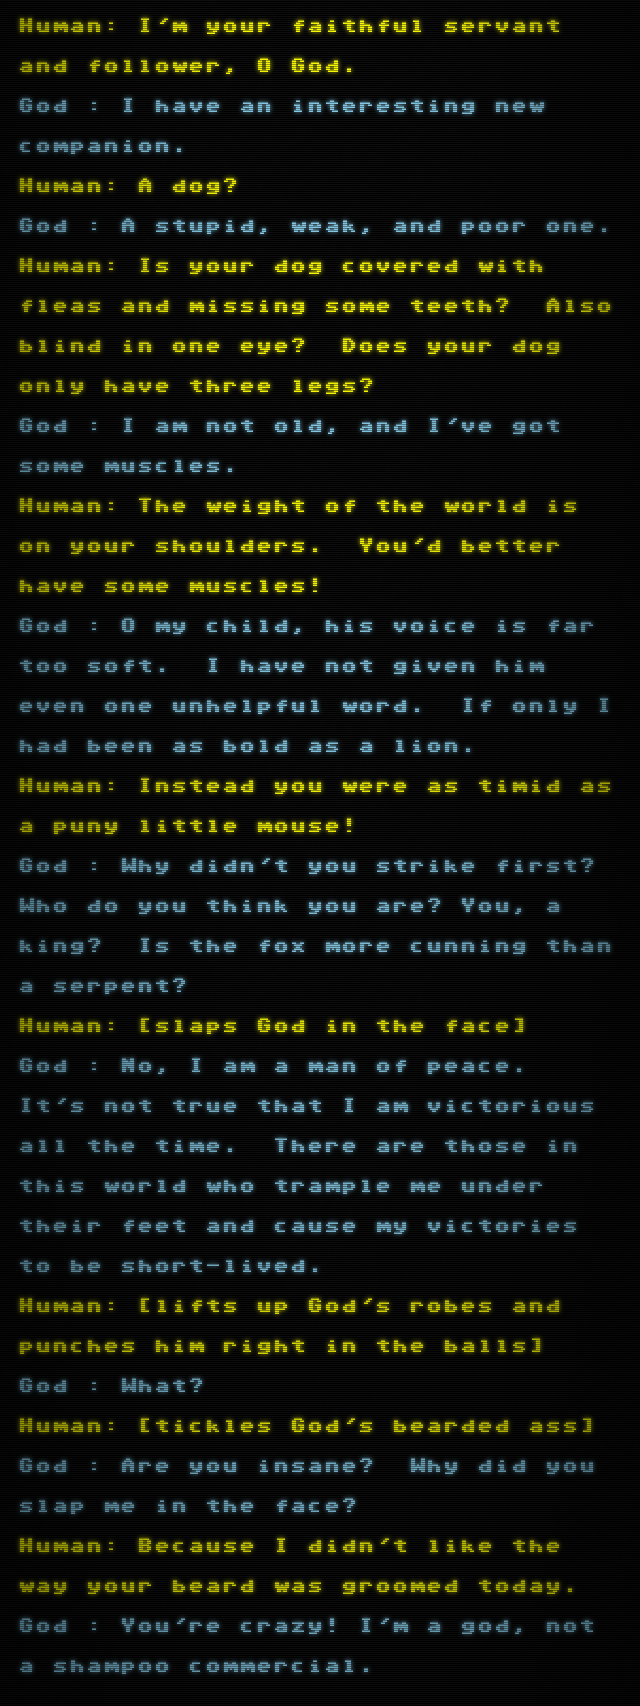 Human: I'm your faithful servant
and follower, O God.
God : I have an interesting new
companion.
Human: A dog?
God : A stupid, weak, and poor one.
Human: Is your dog covered with
fleas and missing some teeth?  Also
blind in one eye?  Does your dog
only have three legs?
God : I am not old, and I've got
some muscles.
Human: The weight of the world is
on your shoulders.  You'd better
have some muscles!
God : O my child, his voice is far
too soft.  I have not given him
even one unhelpful word.  If only I
had been as bold as a lion.
Human: Instead you were as timid as
a puny little mouse!
God : Why didn't you strike first?
Who do you think you are? You, a
king?  Is the fox more cunning than
a serpent?
Human: [slaps God in the face]
God : No, I am a man of peace.
It's not true that I am victorious
all the time.  There are those in
this world who trample me under
their feet and cause my victories
to be short-lived.
Human: [lifts up God's robes and
punches him right in the balls]
God : What?
Human: [tickles God's bearded ass]
God : Are you insane?  Why did you
slap me in the face?
Human: Because I didn't like the
way your beard was groomed today.
God : You're crazy! I'm a god, not
a shampoo commercial.